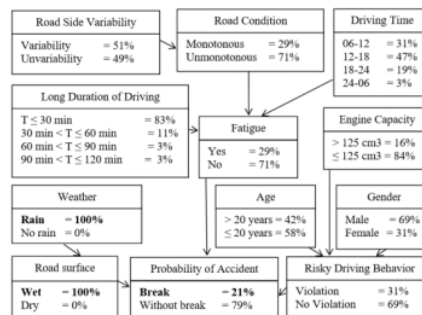 Road Side Variability
Variability = 51%
Unvariability = 49%
Road Condition
Monotonous = 29%
Unmonotonous = 71%
Driving Time
06-12 = 31%
12-18 = 47%
18-24 = 19%
24-06 = 3%
Long Duration of Driving
T ≤ 30 min = 83%
30 min < T ≤ 60 min = 11%
60 min < T ≤ 90 min = 3%
90 min < T ≤ 120 min = 3%
Fatigue
Yes = 29%
No = 71%
Engine Capacity
> 125 cm3 = 16%
≤ 125 cm3 = 84%
Weather
Rain = 100%
No rain = 0%
Age
> 20 years = 42%
≤ 20 years = 58%
Gender
Male = 69%
Female = 31%
Road surface
Wet = 100%
Dry = 0%
Probability of Accident
Break = 21%
Without break = 79%
Risky Driving Behavior
Violation = 31%
No Violation = 69%